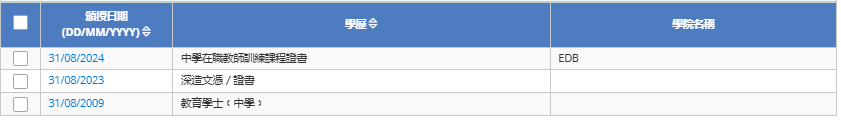 頒授日期
(DD/MM/YYYY)
學歷
學院名稱
31/08/2024 中學在職教師訓練課程證書 EDB
31/08/2023 深造文憑 / 證書
31/08/2009 教育學士 (中學)